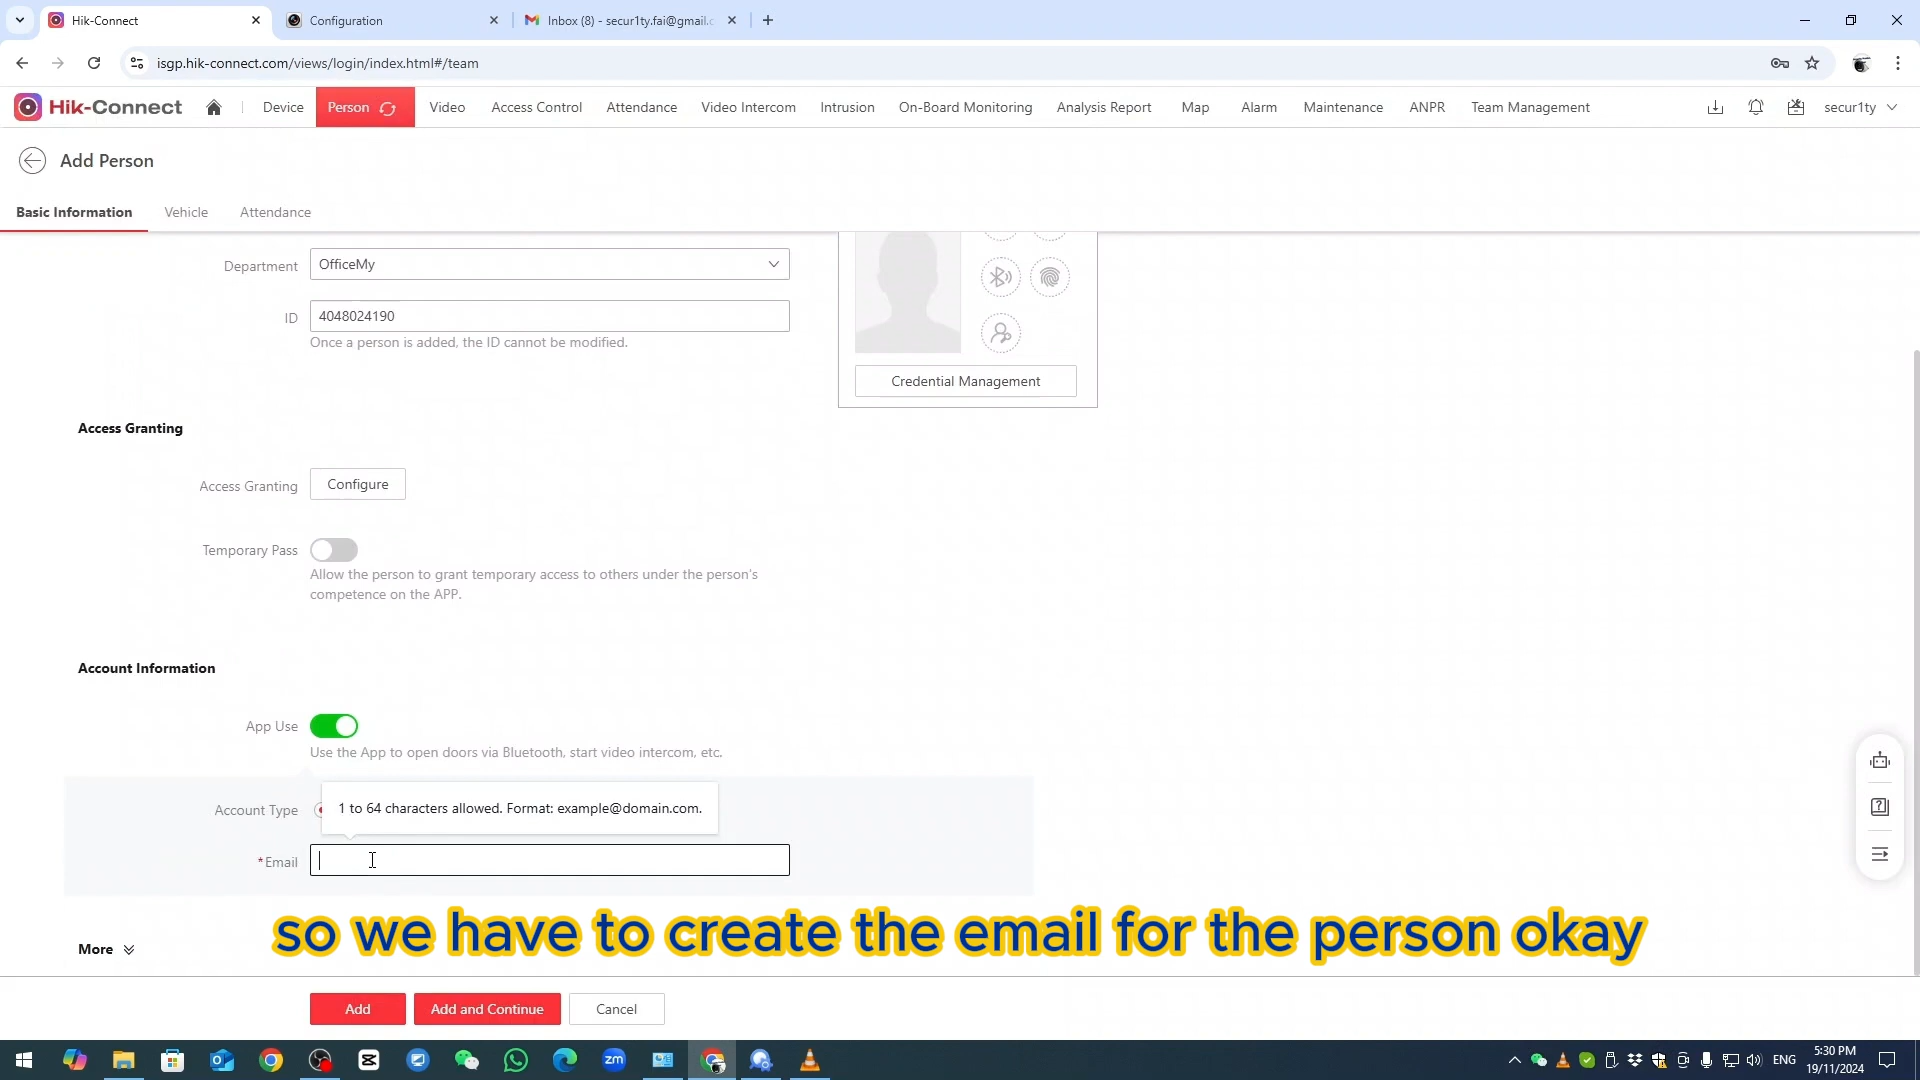 Hik-Connect
Configuration
Inbox (8) - secur1ty.fai@gmail.c
isgp.hik-connect.com/views/login/index.html#/team
Hik-Connect
Device
Person
Video
Access Control
Attendance
Video Intercom
Intrusion
On-Board Monitoring
Analysis Report
Map
Alarm
Maintenance
ANPR
Team Management
secur1ty
Add Person
Basic Information
Vehicle
Attendance
Department
OfficeMy
ID
4048024190
Once a person is added, the ID cannot be modified.
Credential Management
Access Granting
Access Granting
Configure
Temporary Pass
Allow the person to grant temporary access to others under the person's
competence on the APP.
Account Information
App Use
Use the App to open doors via Bluetooth, start video intercom, etc.
Account Type
1 to 64 characters allowed. Format: example@domain.com.
*Email
so we have to create the email for the person okay
More
Add
Add and Continue
Cancel
zm
ENG
5:30 PM
19/11/2024